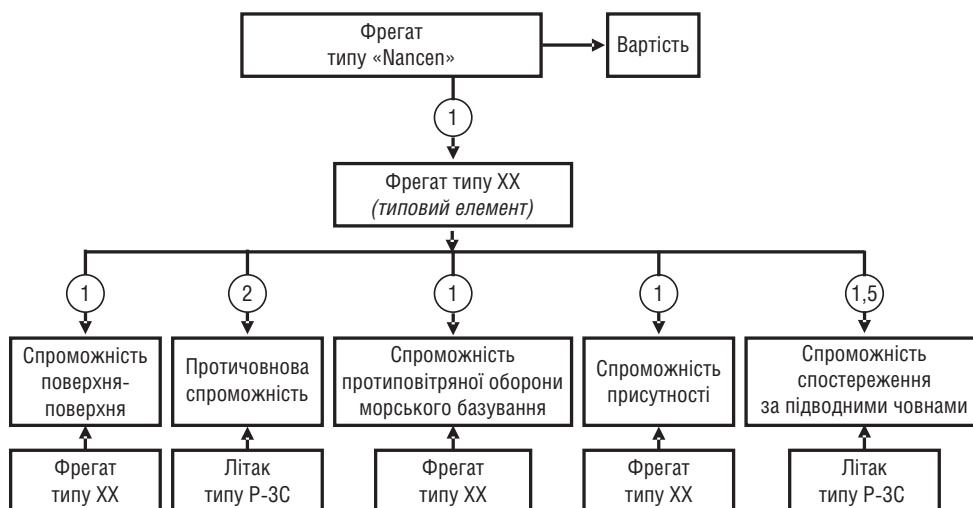 Фрегат
типу «Nancen»
Вартість
1
Фрегат типу XX
(типовий елемент)
1
2
1
1
1,5
Спроможність
поверхня-
поверхня
Протичовнова
спроможність
Спроможність
протиповітряної оборони
морського базування
Спроможність
присутності
Спроможність
спостереження
за підводними човнами
Фрегат
типу XX
Літак
типу P-3C
Фрегат
типу XX
Фрегат
типу XX
Літак
типу P-3C